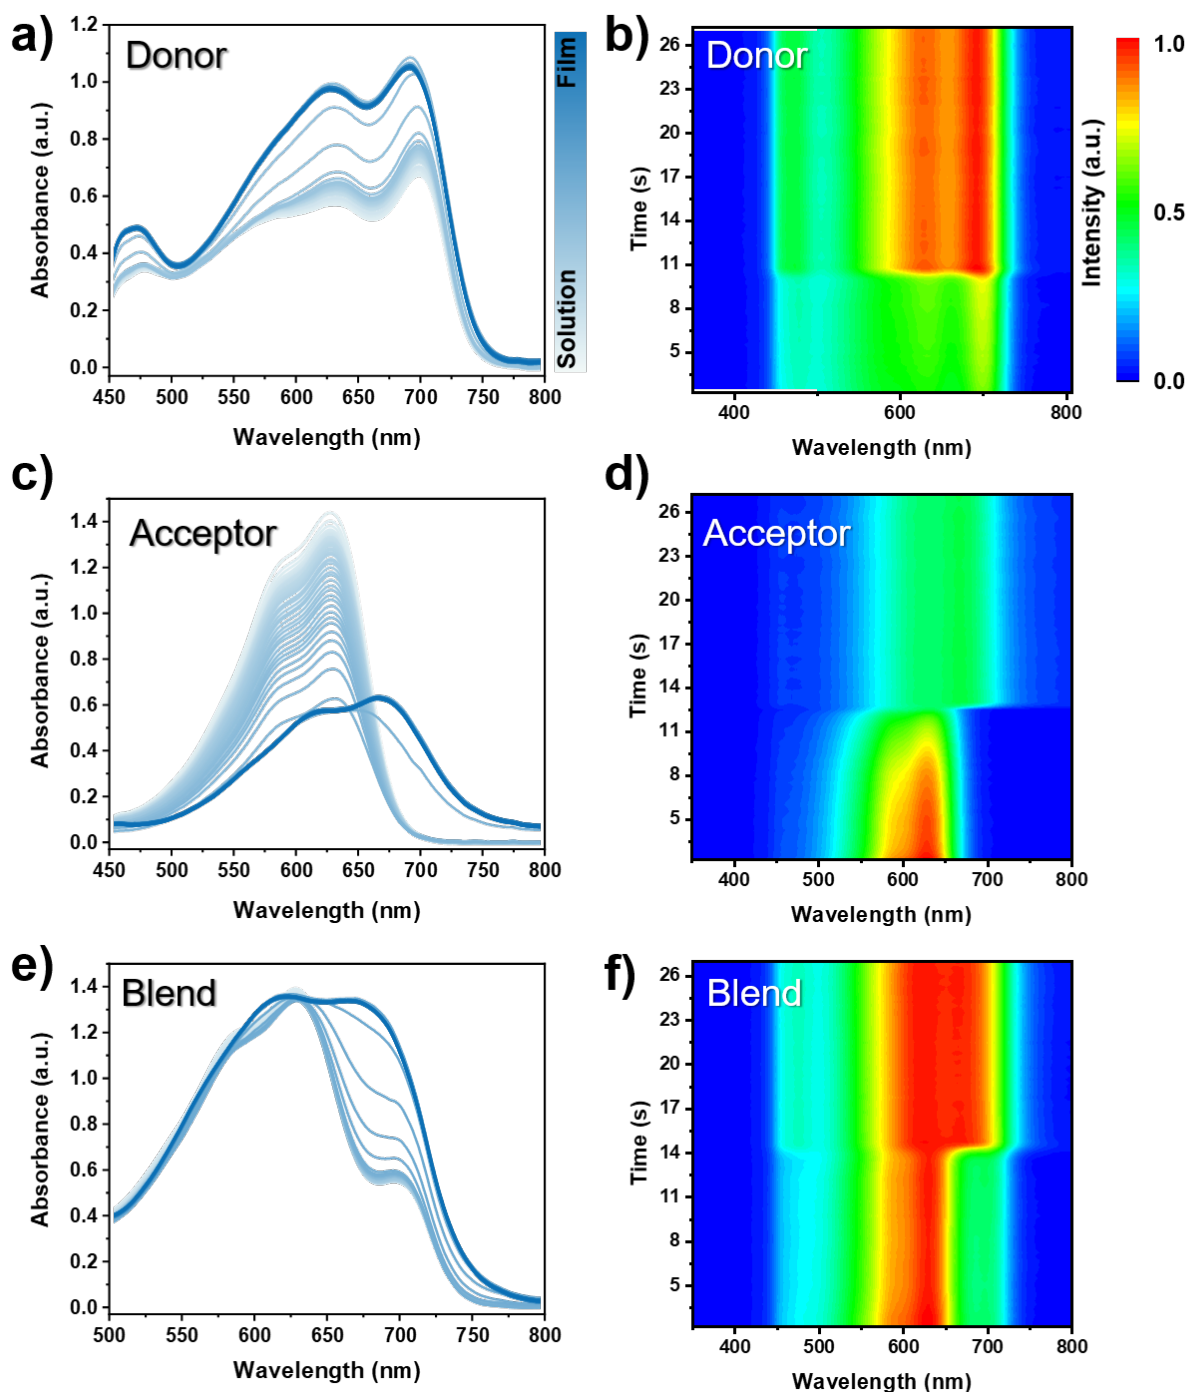 a)
Donor
Film
Solution
1.2
1.0
0.8
0.6
0.4
0.2
0.0
Absorbance (a.u.)
450 500 550 600 650 700 750 800
Wavelength (nm)
b)
Donor
26
23
20
17
14
11
8
5
Time (s)
400 600 800
Wavelength (nm)
1.0
0.5
0.0
Intensity (a.u.)
c)
Acceptor
1.4
1.2
1.0
0.8
0.6
0.4
0.2
0.0
Absorbance (a.u.)
450 500 550 600 650 700 750 800
Wavelength (nm)
d)
Acceptor
26
23
20
17
14
11
8
5
Time (s)
400 500 600 700 800
Wavelength (nm)
e)
Blend
1.4
1.2
1.0
0.8
0.6
0.4
0.2
0.0
Absorbance (a.u.)
500 550 600 650 700 750 800
Wavelength (nm)
f)
Blend
26
23
20
17
14
11
8
5
Time (s)
400 500 600 700 800
Wavelength (nm)